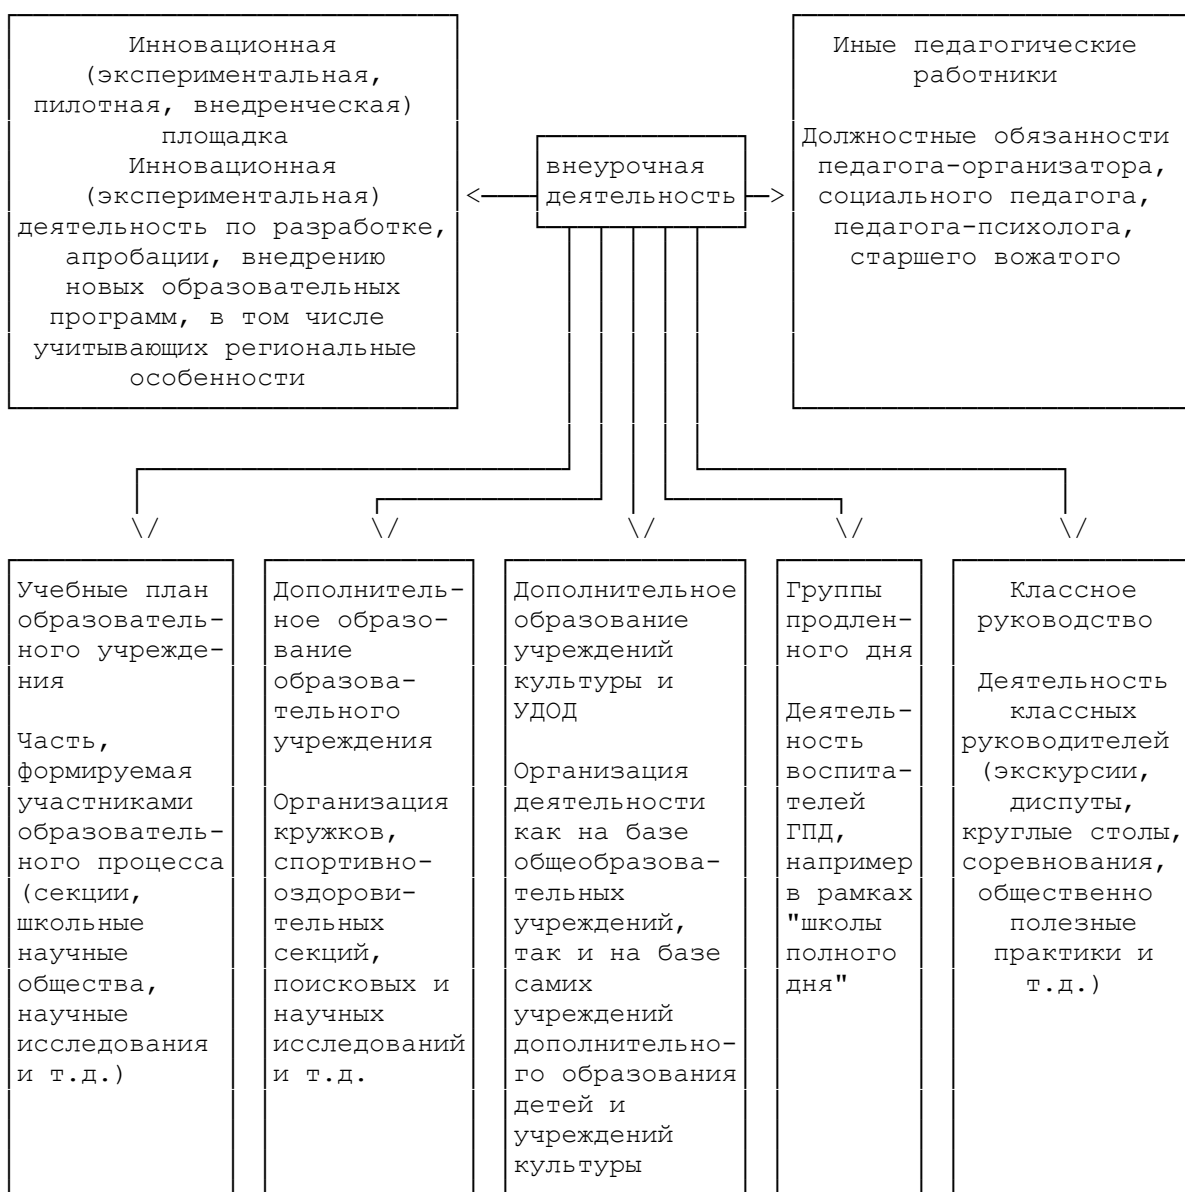 Инновационная
(экспериментальная,
пилотная, внедренческая)
площадка
Инновационная
(экспериментальная)
деятельность по разработке,
апробации, внедрению
новых образовательных
программ, в том числе
учитывающих региональные
особенности
внеурочная
деятельность
Иные педагогические
работники
Должностные обязанности
педагога-организатора,
социального педагога,
педагога-психолога,
старшего вожатого
Учебные план
образователь-
ного учрежде-
ния
Часть,
формируемая
участниками
образователь-
ного процесса
(секции,
школьные
научные
общества,
научные
исследования
и т.д.)
Дополнитель-
ное образо-
вание
образова-
тельного
учреждения
Организация
кружков,
спортивно-
оздорови-
тельных
секций,
поисковых и
научных
исследований
и т.д.
Дополнительное
образование
учреждений
культуры и
УДОД
Организация
деятельности
как на базе
общеобразова-
тельных
учреждений,
так и на базе
самих
учреждений
дополнительно-
го образования
детей и
учреждений
культуры
Группы
продлен-
ного дня
Деятель-
ность
воспита-
телей
ГПД,
например
в рамках
"школы
полного
дня"
Классное
руководство
Деятельность
классных
руководителей
(экскурсии,
диспуты,
круглые столы,
соревнования,
общественно
полезные
практики и
т.д.)